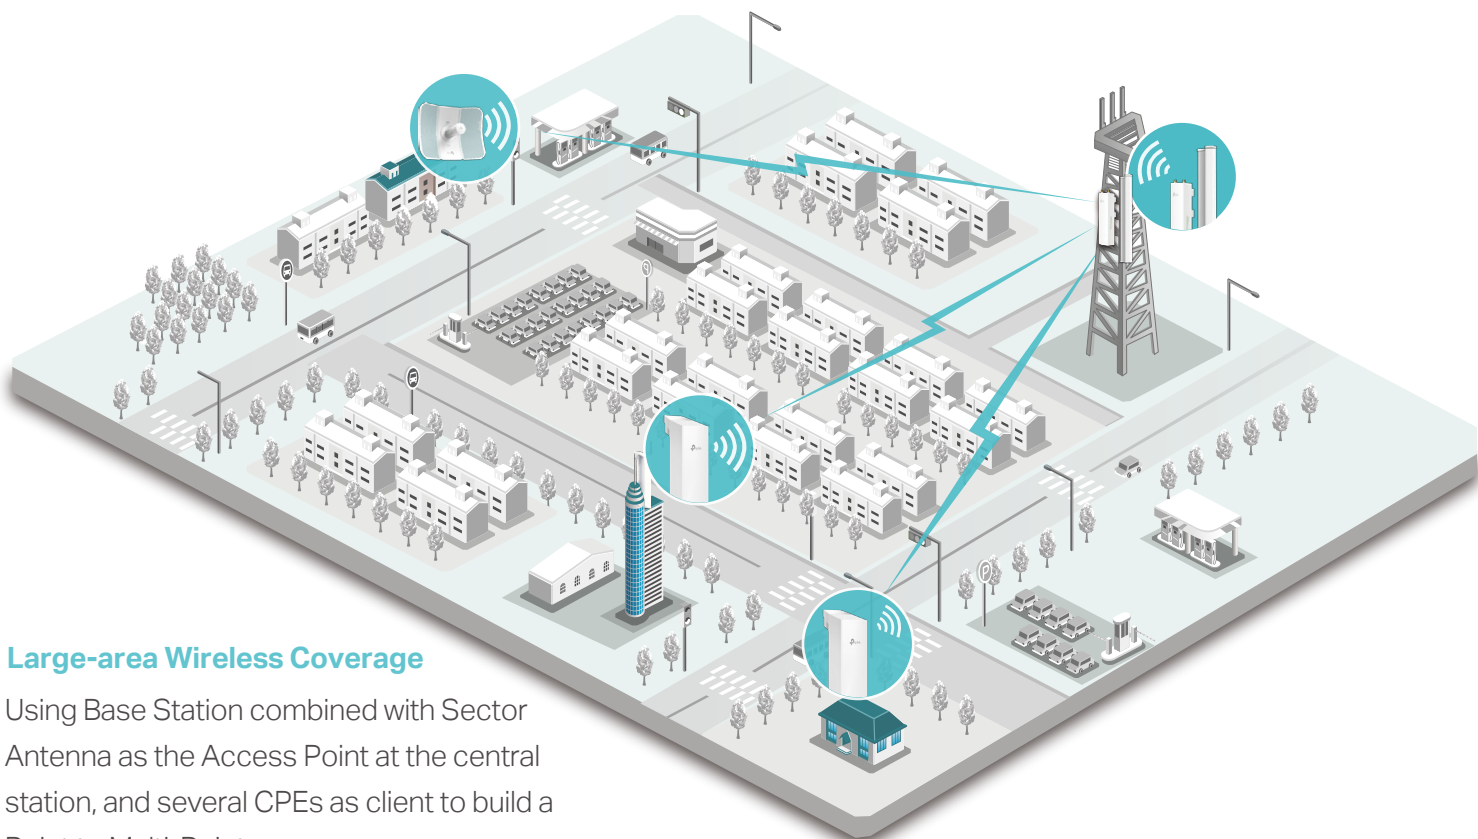 Large-area Wireless Coverage
Using Base Station combined with Sector
Antenna as the Access Point at the central
station, and several CPEs as client to build a
P